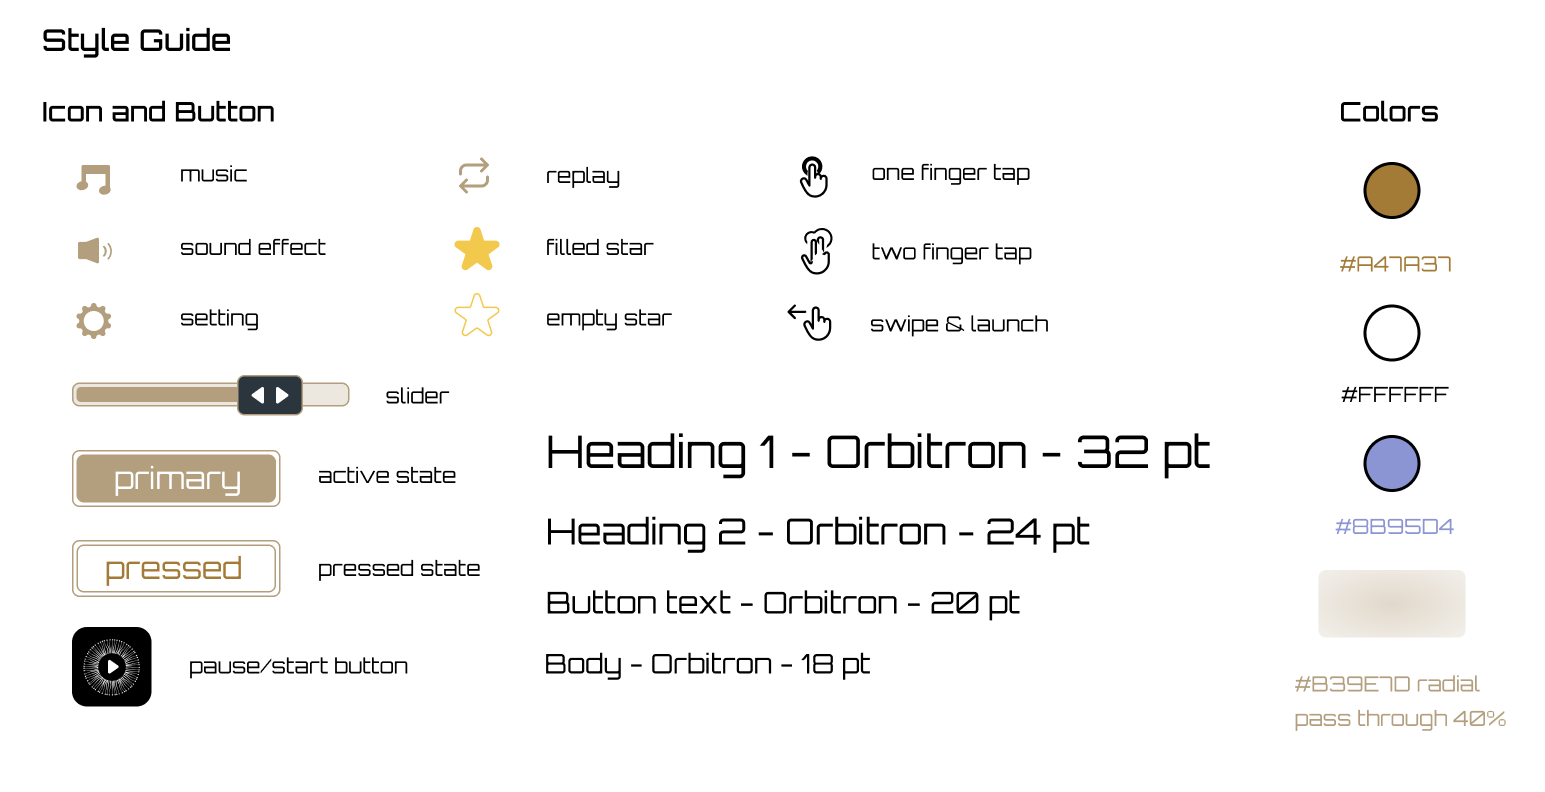 Style Guide
Icon and Button
music
sound effect
setting
replay
filled star
empty star
one finger tap
two finger tap
swipe & launch
slider
primary
active state
pressed
pressed state
pause/start button
Heading 1 - Orbitron - 32 pt
Heading 2 - Orbitron - 24 pt
Button text - Orbitron - 20 pt
Body - Orbitron - 18 pt
Colors
#A47A37
#FFFFFF
#8B95D4
#B39E7D radial
pass through 40%